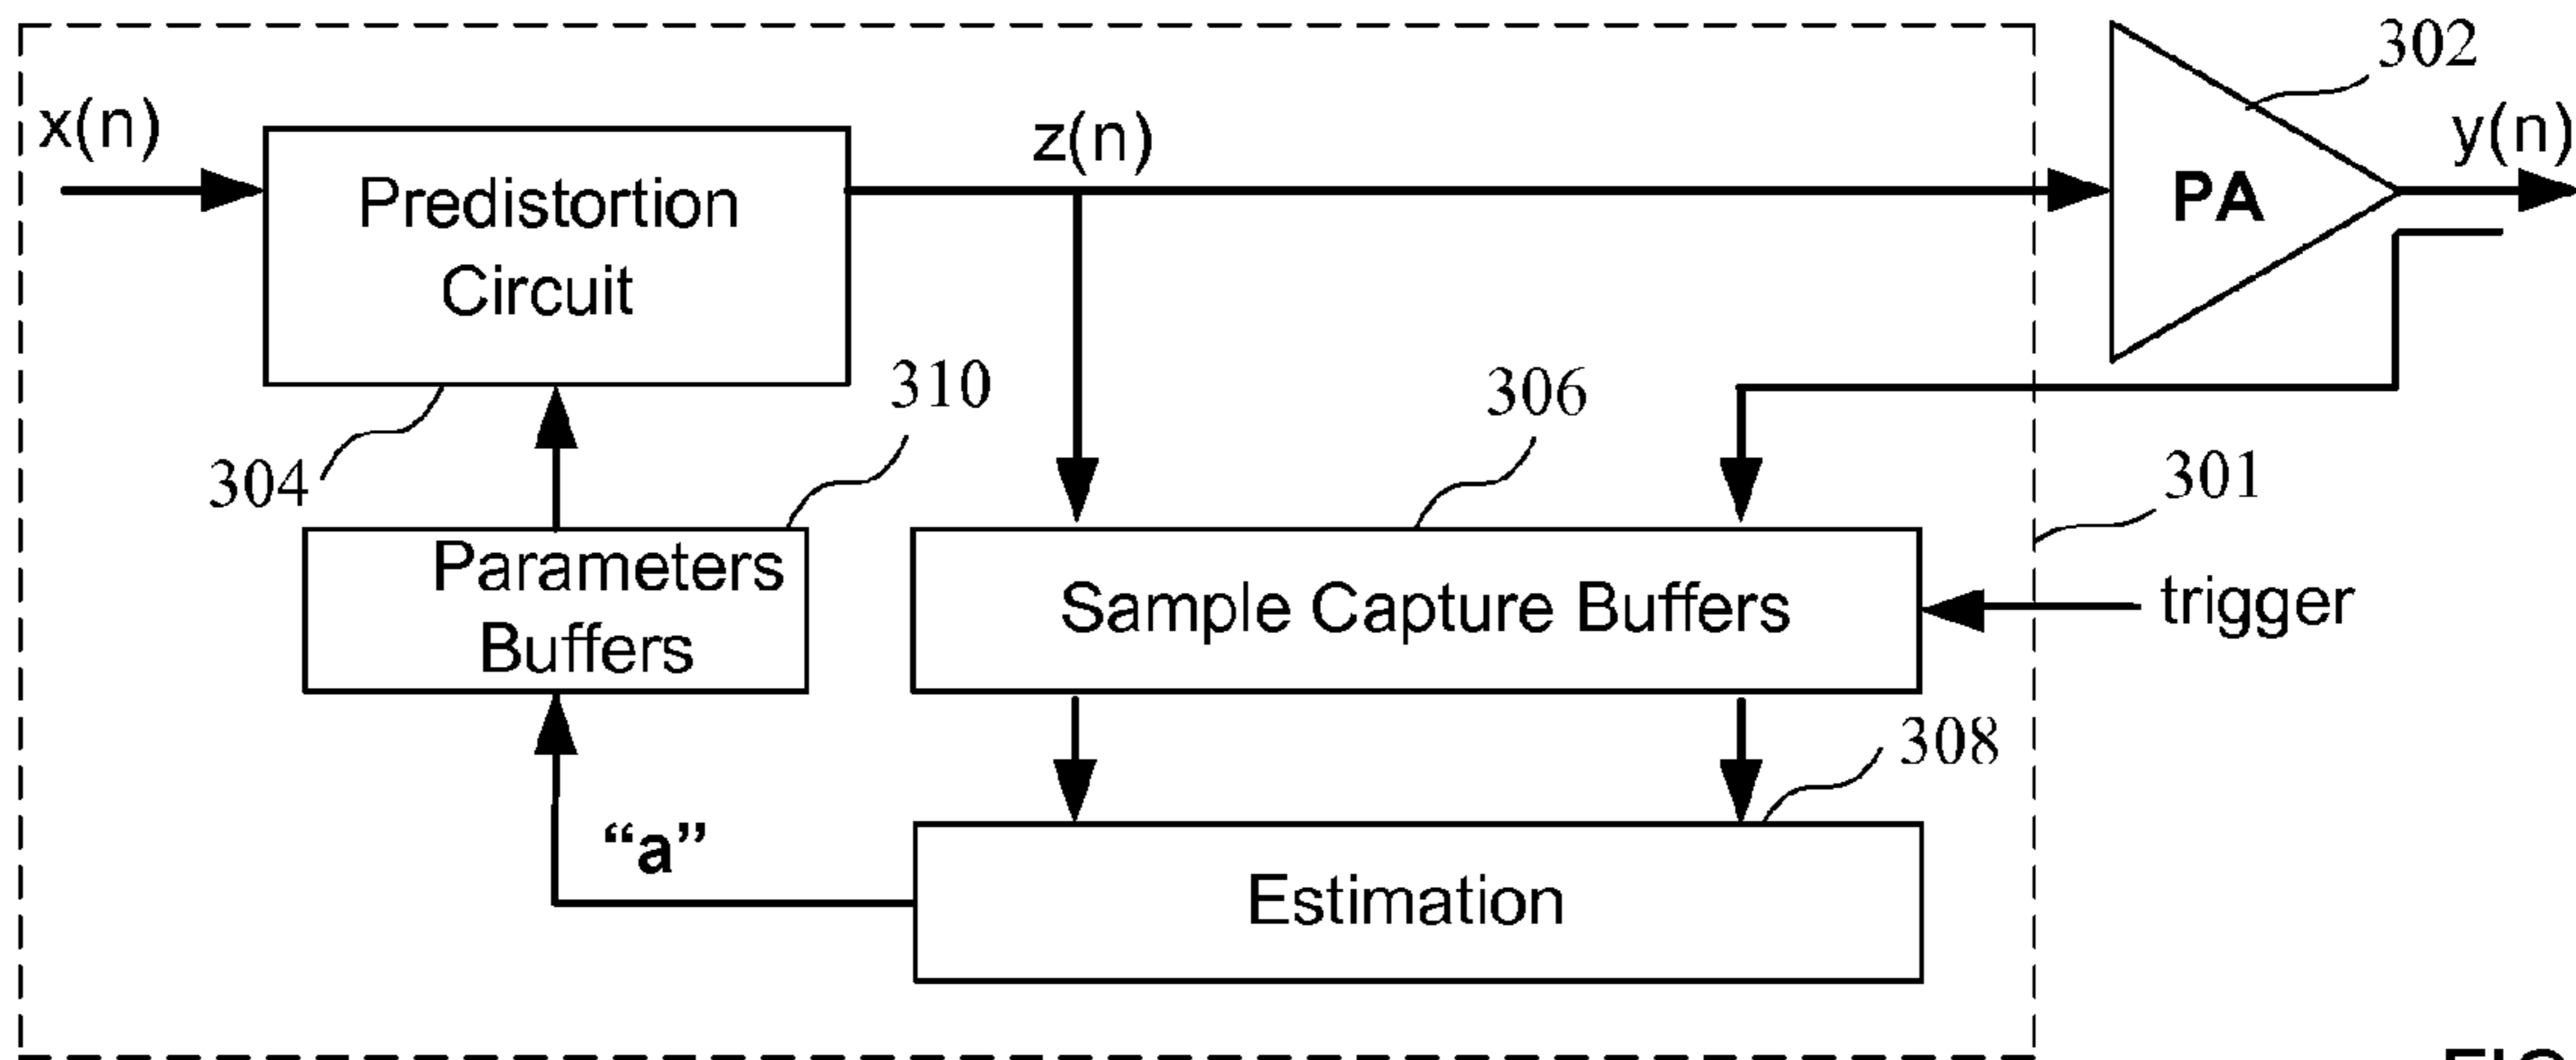 302
x(n)
z(n)
y(n)
PA
Predistortion
Circuit
310
306
304
301
Parameters
Buffers
Sample Capture Buffers
trigger
308
“a”
Estimation